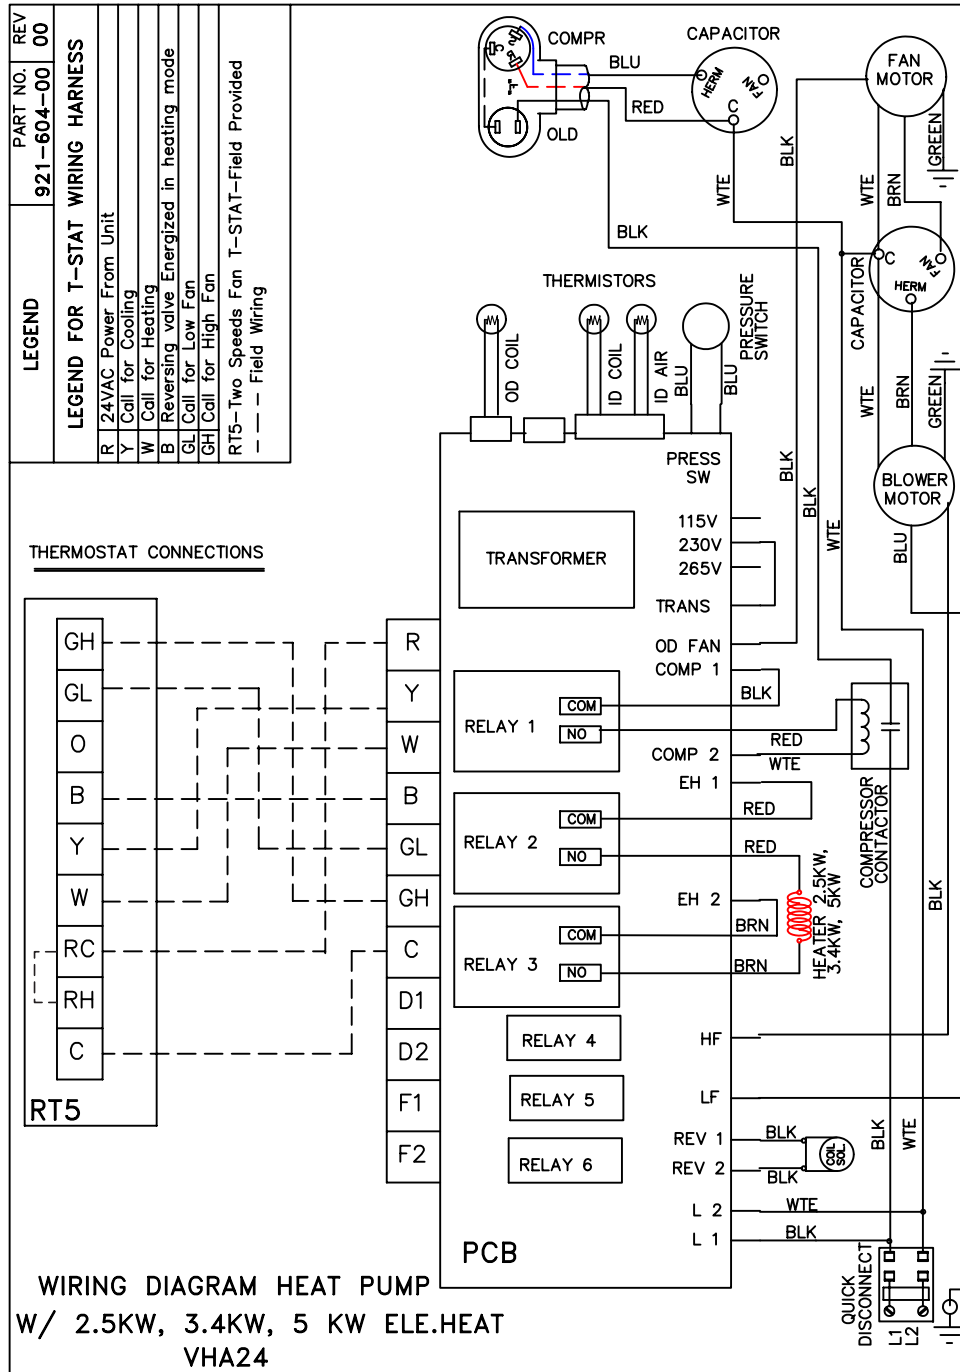 LEGEND
PART NO.
921-604-00
REV
00
LEGEND FOR T-STAT WIRING HARNESS
R 24VAC Power From Unit
Y Call for Cooling
W Call for Heating
B Reversing valve Energized in heating mode
GL Call for Low Fan
GH Call for High Fan
RT5-Two Speeds Fan T-STAT-Field Provided
——— Field Wiring
COMPR
OLD
C
S
R
BLU
RED
CAPACITOR
HERM
FAN
C
FAN
MOTOR
BLK
WTE
WTE
BRN
GREEN
BLK
C
FAN
HERM
CAPACITOR
THERMISTORS
OD COIL
ID COIL
ID AIR
BLU
BLU
PRESSURE
SWITCH
WTE
BRN
GREEN
BLOWER
MOTOR
BLU
BLK
BLK
WTE
PRESS
SW
115V
230V
265V
TRANS
OD FAN
COMP 1
COMP 2
EH 1
EH 2
HF
LF
REV 1
REV 2
L 2
L 1
TRANSFORMER
RELAY 1
COM
NO
RELAY 2
COM
NO
RELAY 3
COM
NO
RELAY 4
RELAY 5
RELAY 6
PCB
BLK
RED
WTE
RED
RED
BRN
BRN
COMPRESSOR
CONTACTOR
HEATER 2.5KW,
3.4KW, 5KW
BLK
BLK
BLK
COIL
SOL.
BLK
WTE
WTE
BLK
QUICK
DISCONNECT
L1
L2
THERMOSTAT CONNECTIONS
GH
GL
O
B
Y
W
RC
RH
C
RT5
R
Y
W
B
GL
GH
C
D1
D2
F1
F2
WIRING DIAGRAM HEAT PUMP
W/ 2.5KW, 3.4KW, 5 KW ELE.HEAT
VHA24